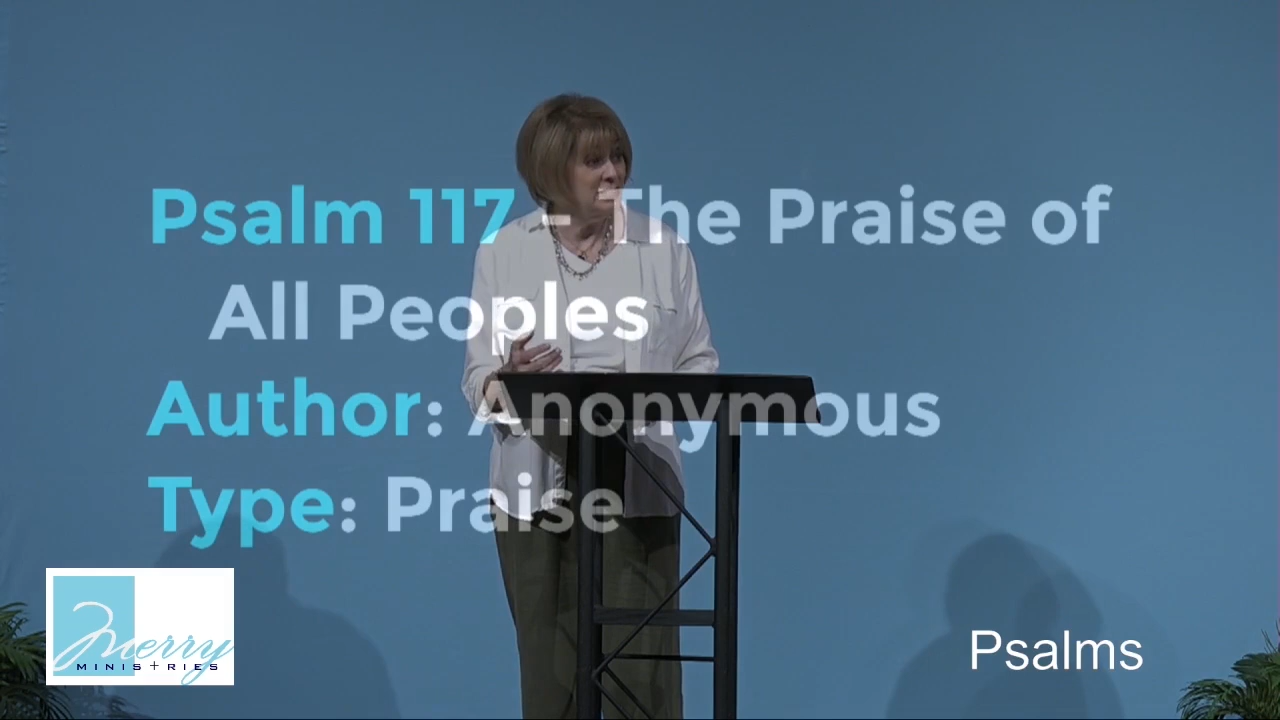 Psalm 117 - The Praise of
All Peoples
Author: Anonymous
Type: Praise
Merry
MINISTRIES
Psalms